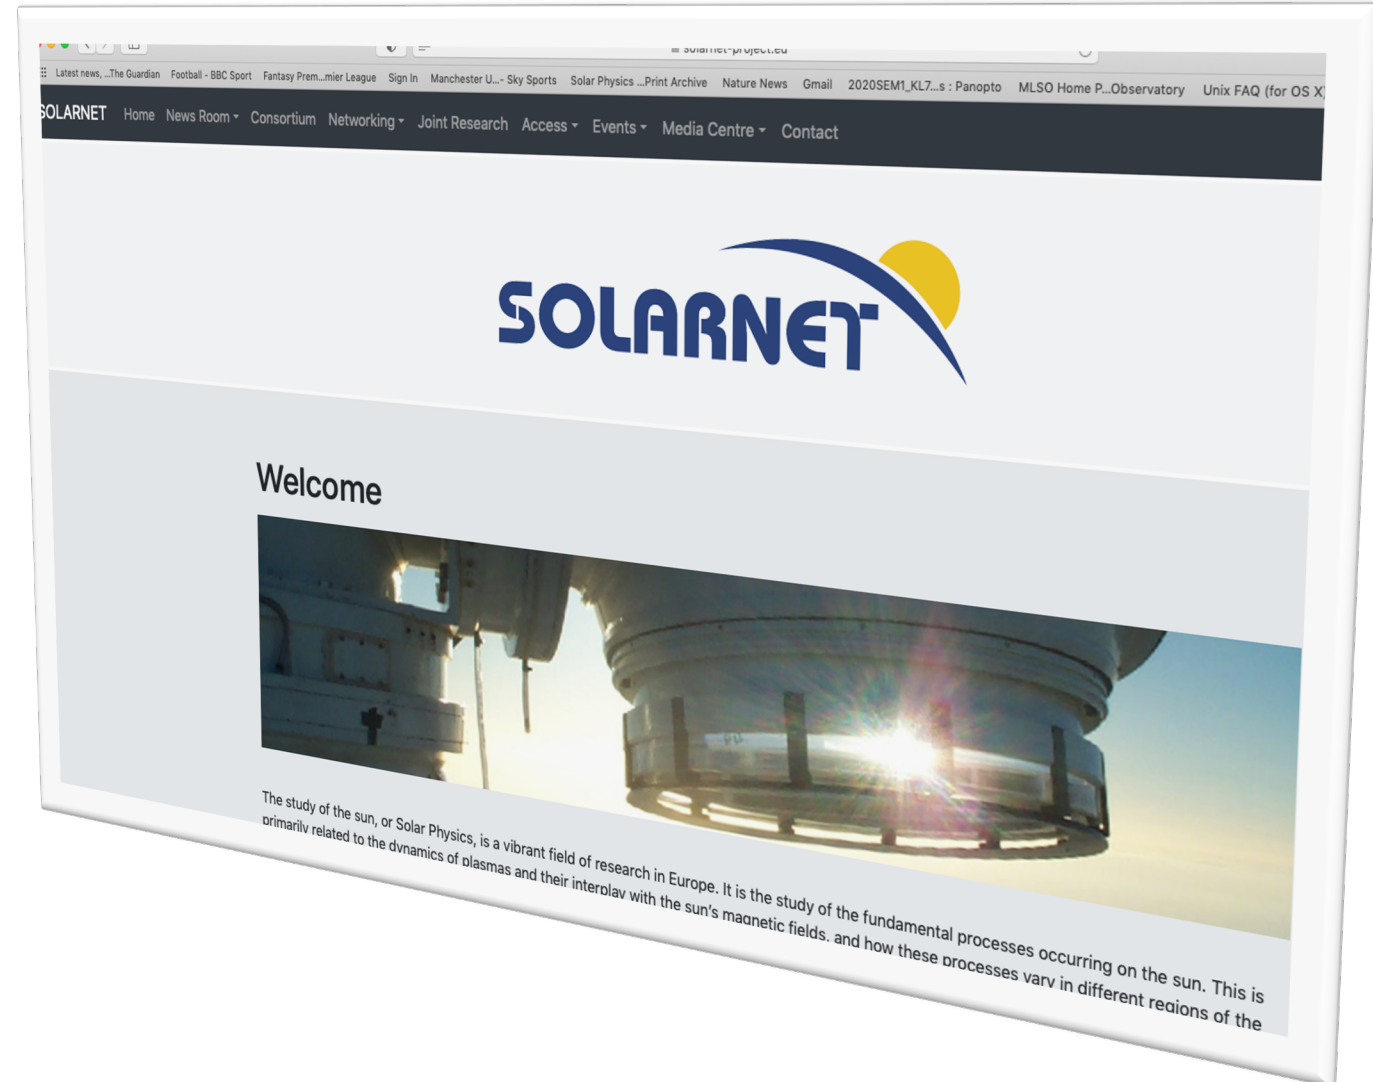 solarnet-project.eu
Latest news, ...The Guardian Football - BBC Sport Fantasy Prem...mier League Sign In Manchester U...- Sky Sports Solar Physics ...Print Archive Nature News Gmail 2020SEM1_KL7...s : Panopto MLSO Home P...Observatory Unix FAQ (for OS X)
SOLARNET Home News Room Consortium Networking Joint Research Access Events Media Centre Contact
SOLARNET
Welcome
The study of the sun, or Solar Physics, is a vibrant field of research in Europe. It is the study of the fundamental processes occurring on the sun. This is
primarily related to the dynamics of plasmas and their interplay with the sun's magnetic fields, and how these processes vary in different regions of the